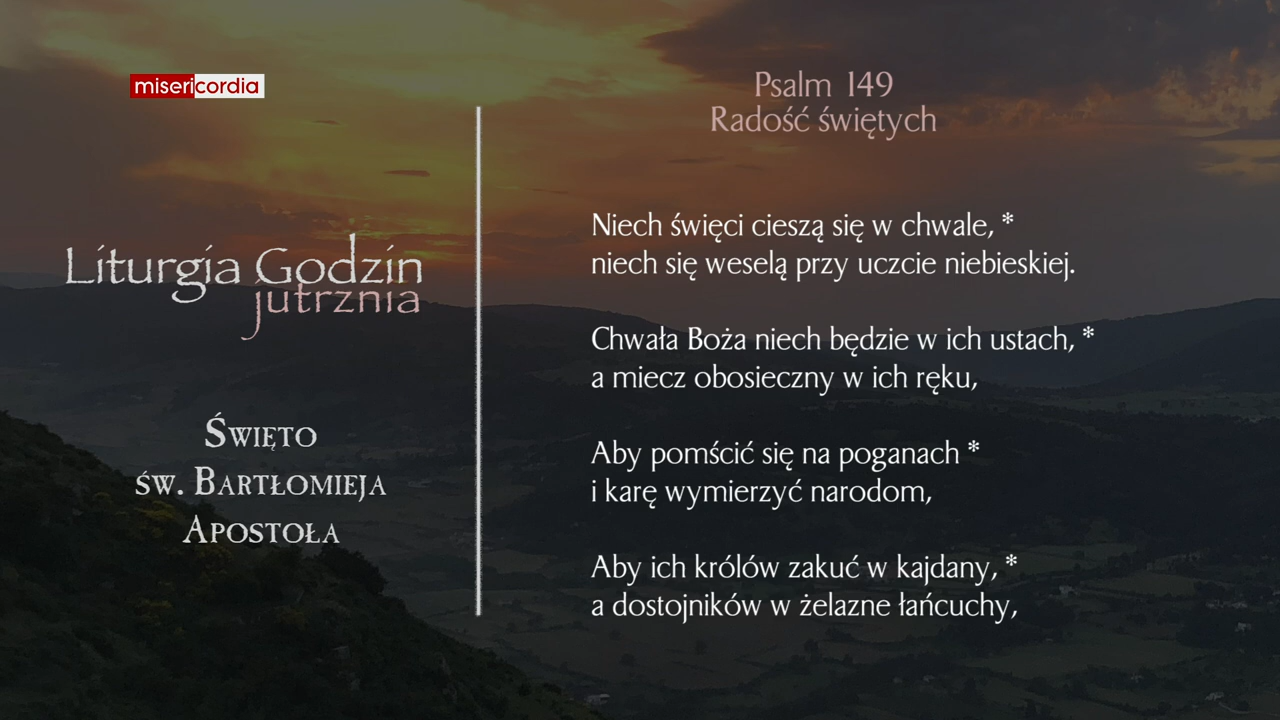 misericordia
Liturgia Godzin
jutrznia
Święto
św. Bartłomieja
Apostoła
Psalm 149
Radość świętych
Niech święci cieszą się w chwale, *
niech się weselą przy uczcie niebieskiej.
Chwała Boża niech będzie w ich ustach, *
a miecz obosieczny w ich ręku,
Aby pomścić się na poganach *
i karę wymierzyć narodom,
Aby ich królów zakuć w kajdany, *
a dostojników w żelazne łańcuchy,